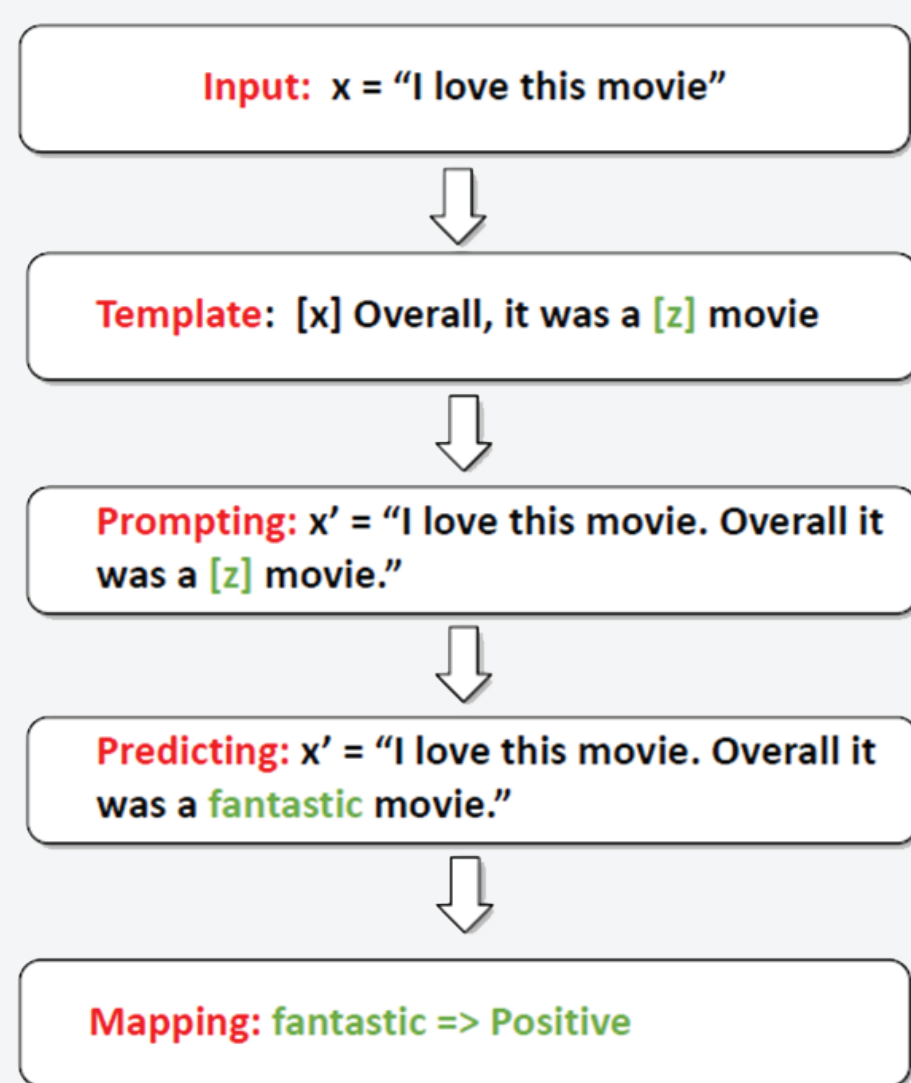 Input: x = “I love this movie”
Template: [x] Overall, it was a [z] movie
Prompting: x’ = “I love this movie. Overall it
was a [z] movie.”
Predicting: x’ = “I love this movie. Overall it
was a fantastic movie.”
Mapping: fantastic => Positive